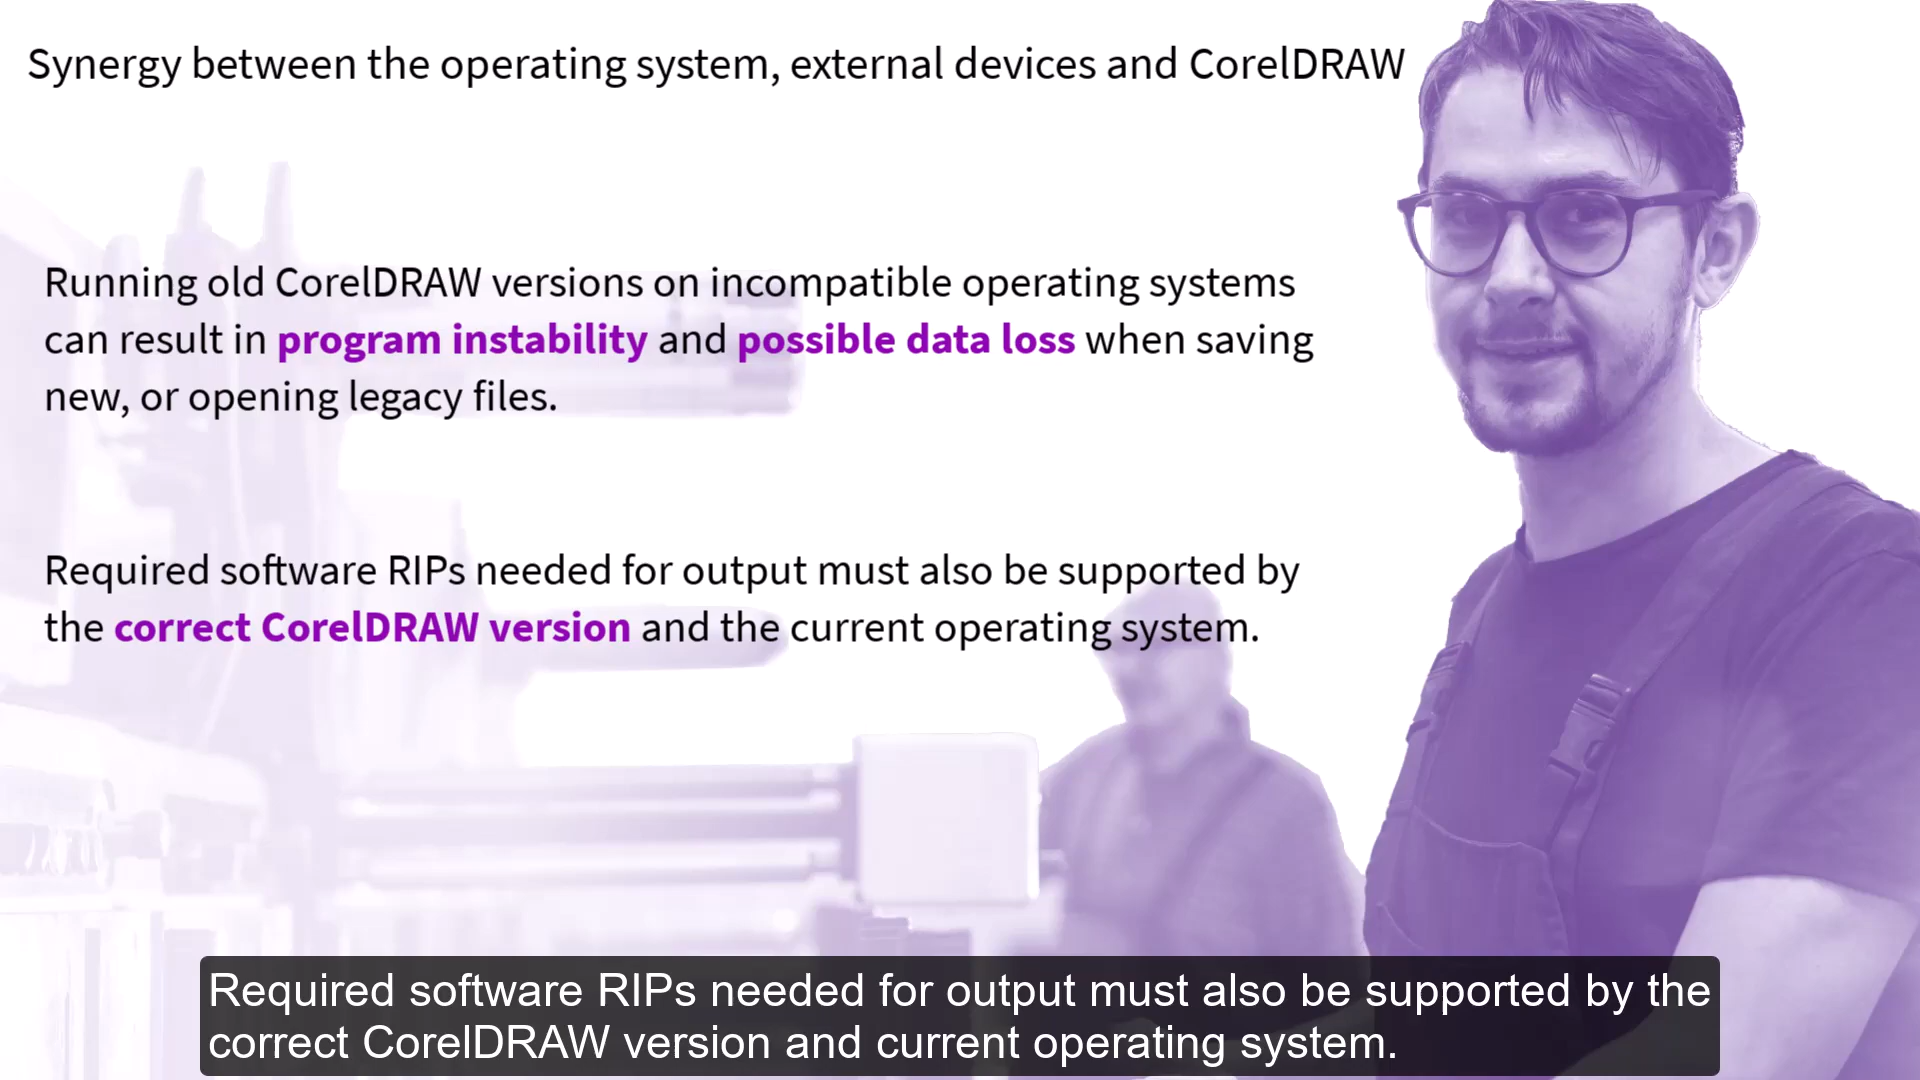 Synergy between the operating system, external devices and CorelDRAW
Running old CorelDRAW versions on incompatible operating systems
can result in program instability and possible data loss when saving
new, or opening legacy files.
Required software RIPs needed for output must also be supported by
the correct CorelDRAW version and the current operating system.
Required software RIPs needed for output must also be supported by the
correct CorelDRAW version and current operating system.